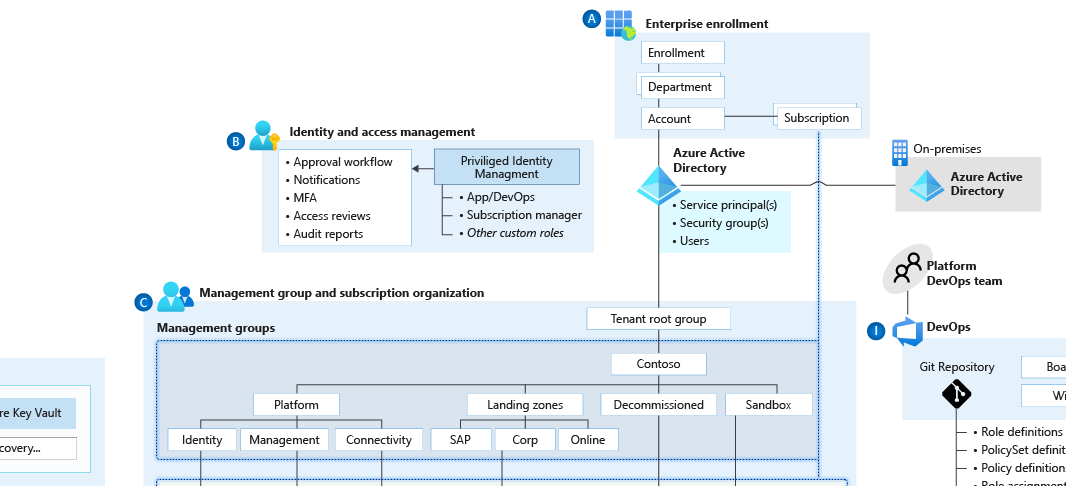 A
Enterprise enrollment
Enrollment
Department
Account
Subscription
B
Identity and access management
• Approval workflow
• Notifications
• MFA
• Access reviews
• Audit reports
Priviliged Identity
Managment
• App/DevOps
• Subscription manager
• Other custom roles
Azure Active
Directory
• Service principal(s)
• Security group(s)
• Users
On-premises
Azure Active
Directory
Platform
DevOps team
C
Management group and subscription organization
Management groups
Tenant root group
Contoso
Platform
Landing zones
Decommissioned
Sandbox
Identity
Management
Connectivity
SAP
Corp
Online
Key Vault
I
DevOps
Git Repository
• Role definitions
• PolicySet
• Policy
• Role